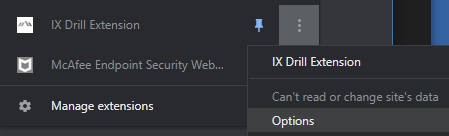 IX Drill Extension
McAfee Endpoint Security Web...
Manage extensions
IX Drill Extension
Can't read or change site's data
Options